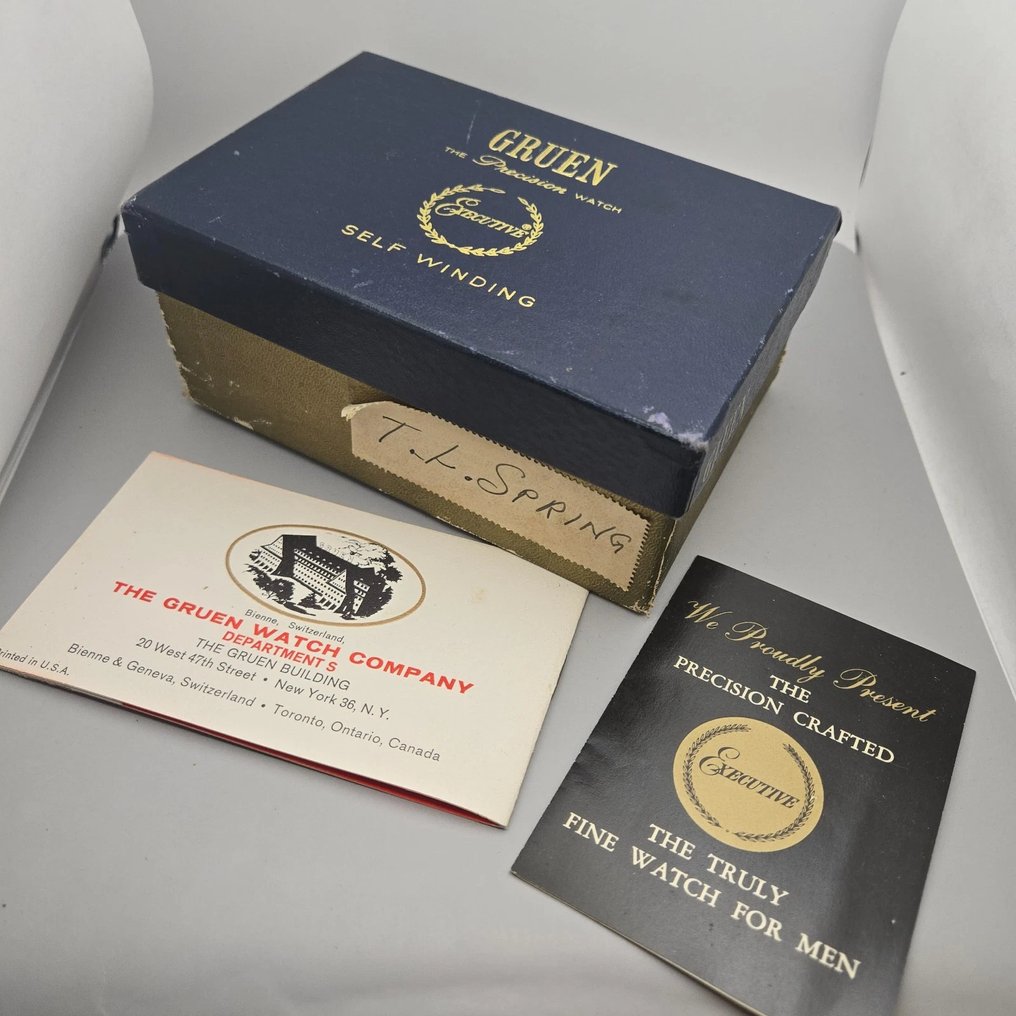 GRUEN
THE Precision WATCH
EXECUTIVE®
SELF WINDING
T.L.SPRING
Bienne, Switzerland,
THE GRUEN WATCH COMPANY
DEPARTMENT S
THE GRUEN BUILDING
20 West 47th Street • New York 36, N.Y.
Bienne & Geneva, Switzerland • Toronto, Ontario, Canada
Printed in U.S.A.
We Proudly Present
THE
PRECISION CRAFTED
EXECUTIVE
THE TRULY
FINE WATCH FOR MEN